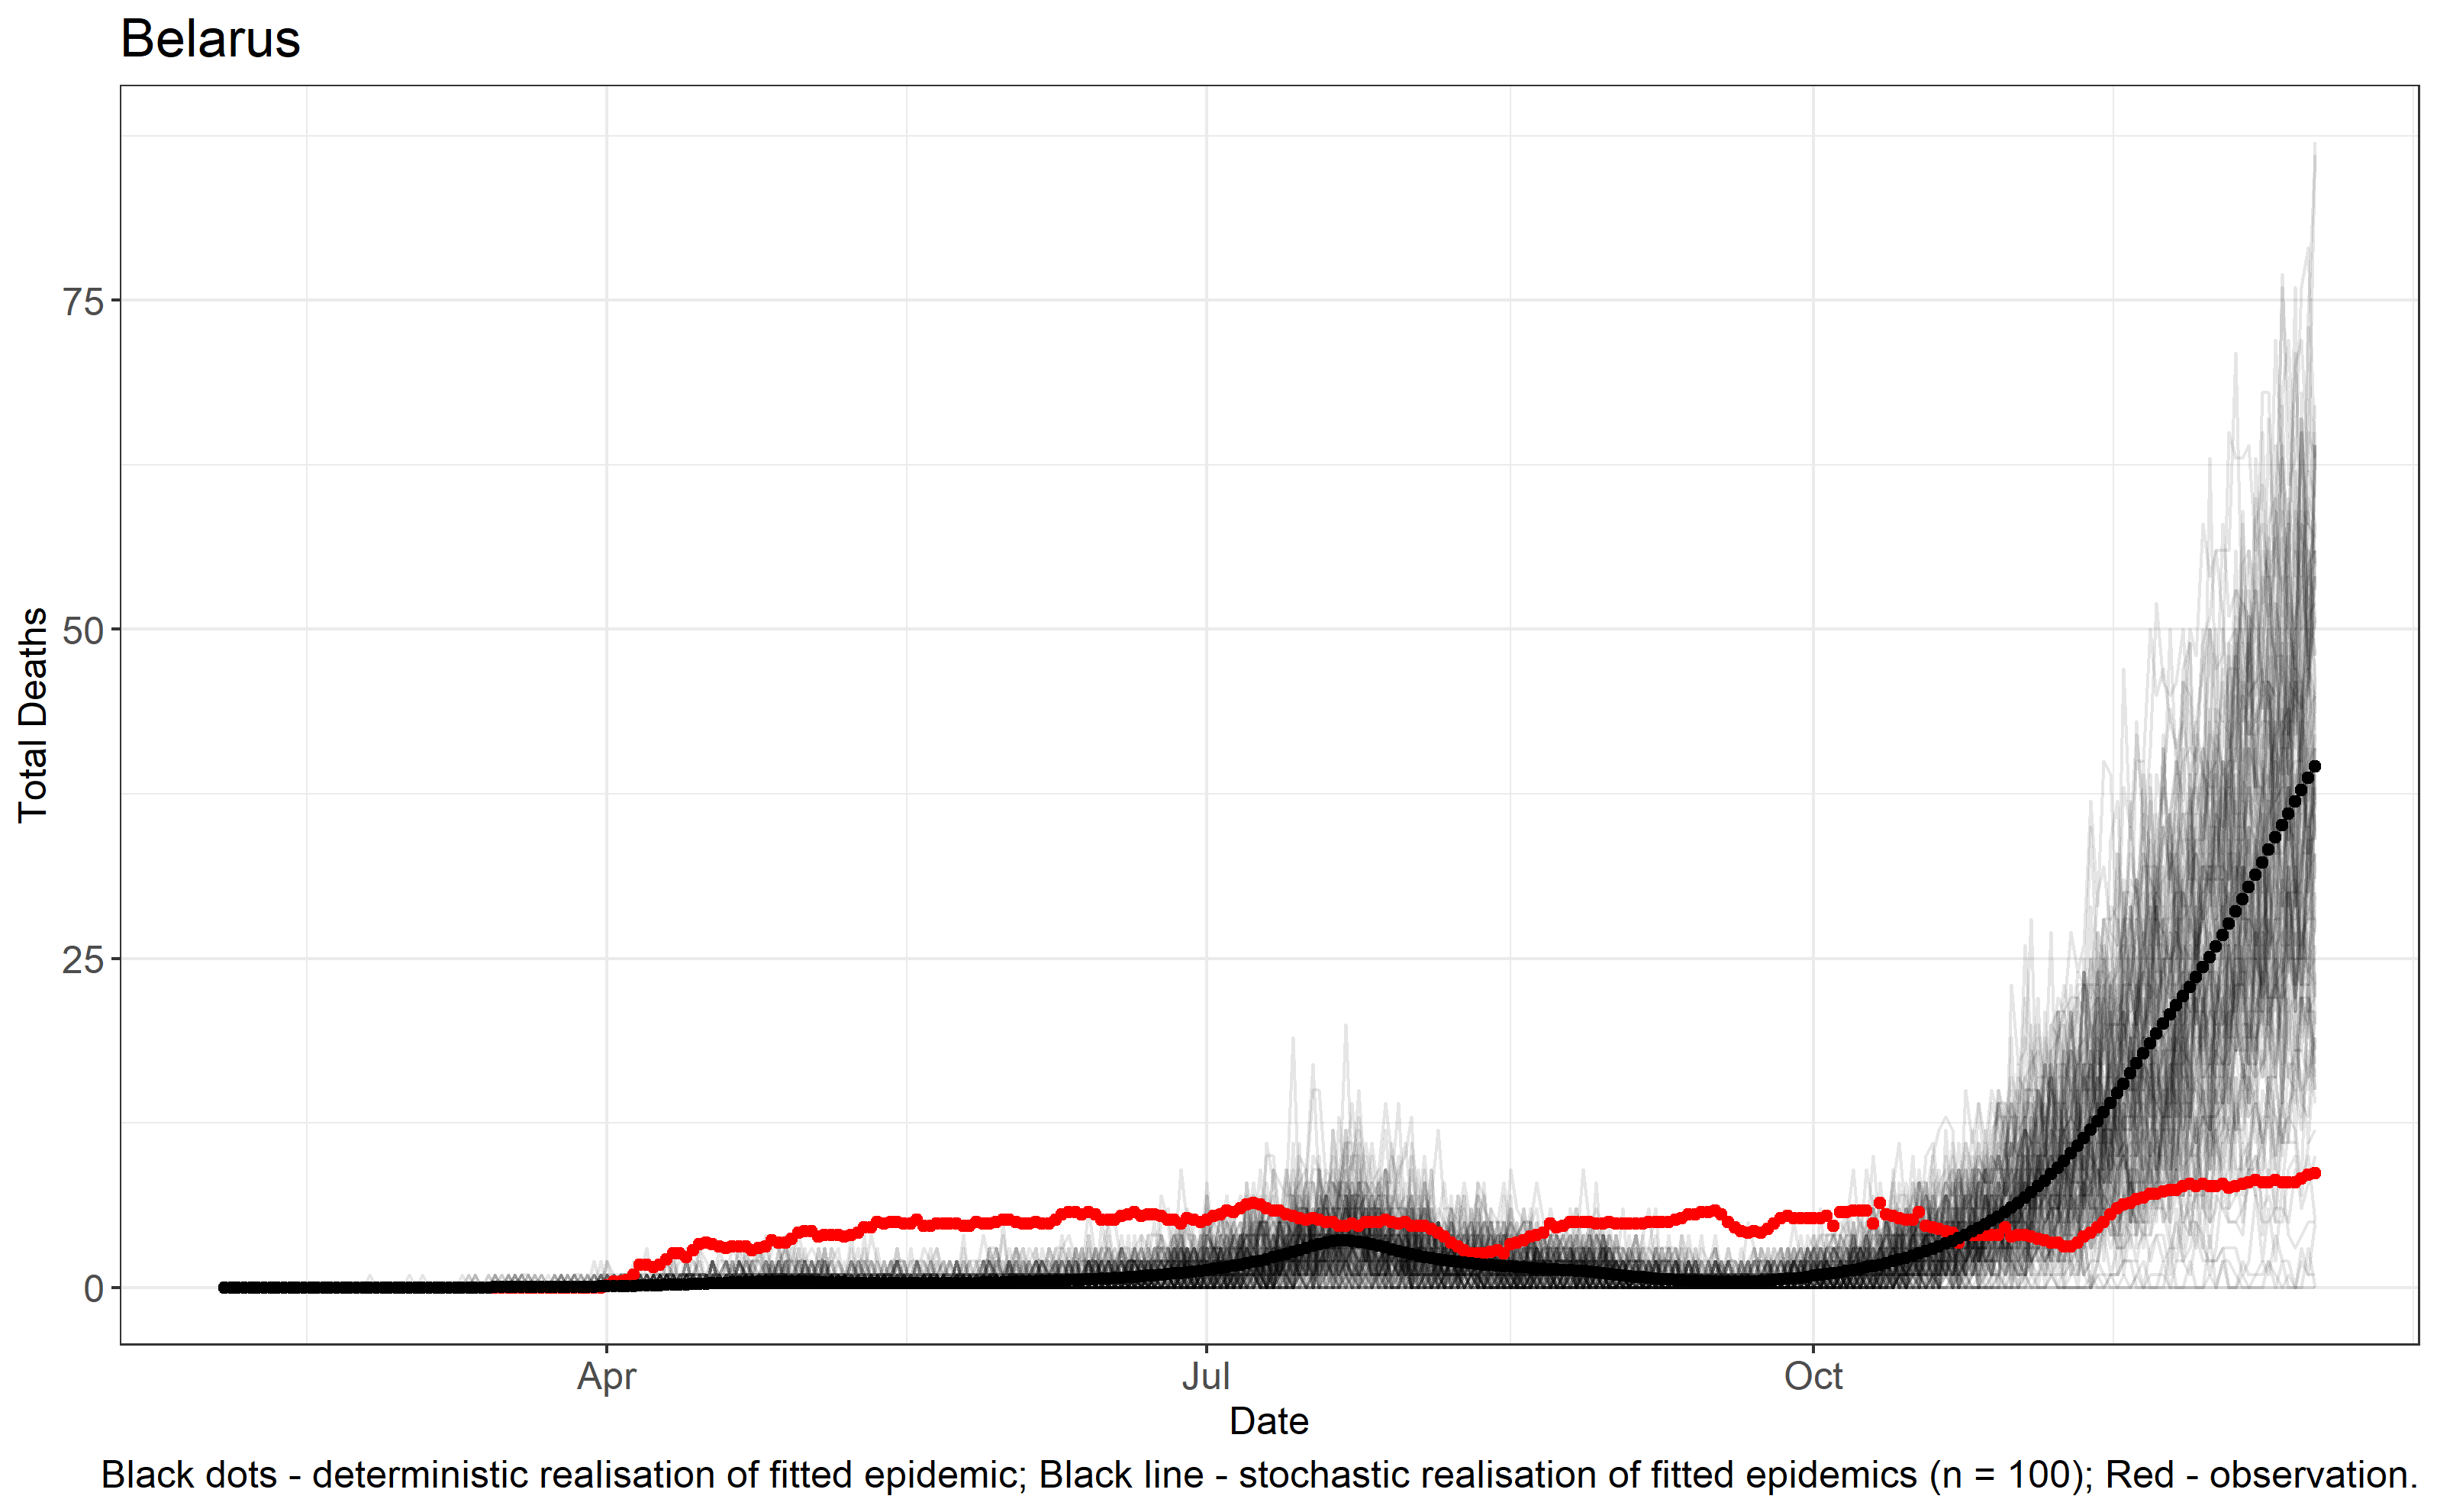 Belarus
75
50
25
0
Total Deaths
Apr Jul Oct
Date
Black dots - deterministic realisation of fitted epidemic; Black line - stochastic realisation of fitted epidemics (n = 100); Red - observation.